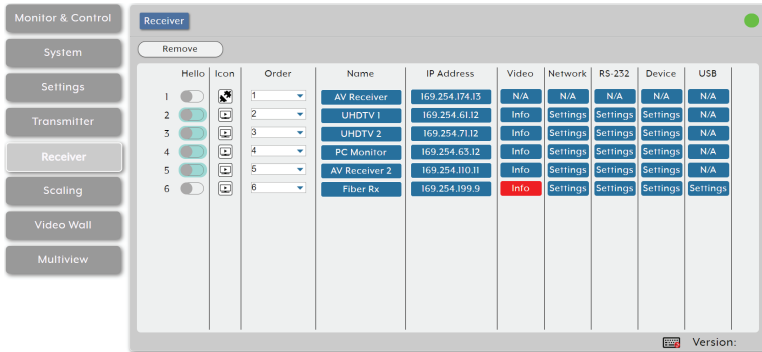 Monitor & Control
System
Settings
Transmitter
Receiver
Scaling
Video Wall
Multiview
Receiver
Remove
Hello Icon Order Name IP Address Video Network RS-232 Device USB
1 1 AV Receiver 169.254.174.13 N/A N/A N/A N/A N/A
2 2 UHDTV 1 169.254.61.12 Info Settings Settings Settings N/A
3 3 UHDTV 2 169.254.71.12 Info Settings Settings Settings N/A
4 4 PC Monitor 169.254.63.12 Info Settings Settings Settings N/A
5 5 AV Receiver 2 169.254.110.11 Info Settings Settings Settings N/A
6 6 Fiber Rx 169.254.199.9 Info Settings Settings Settings Settings
Version: